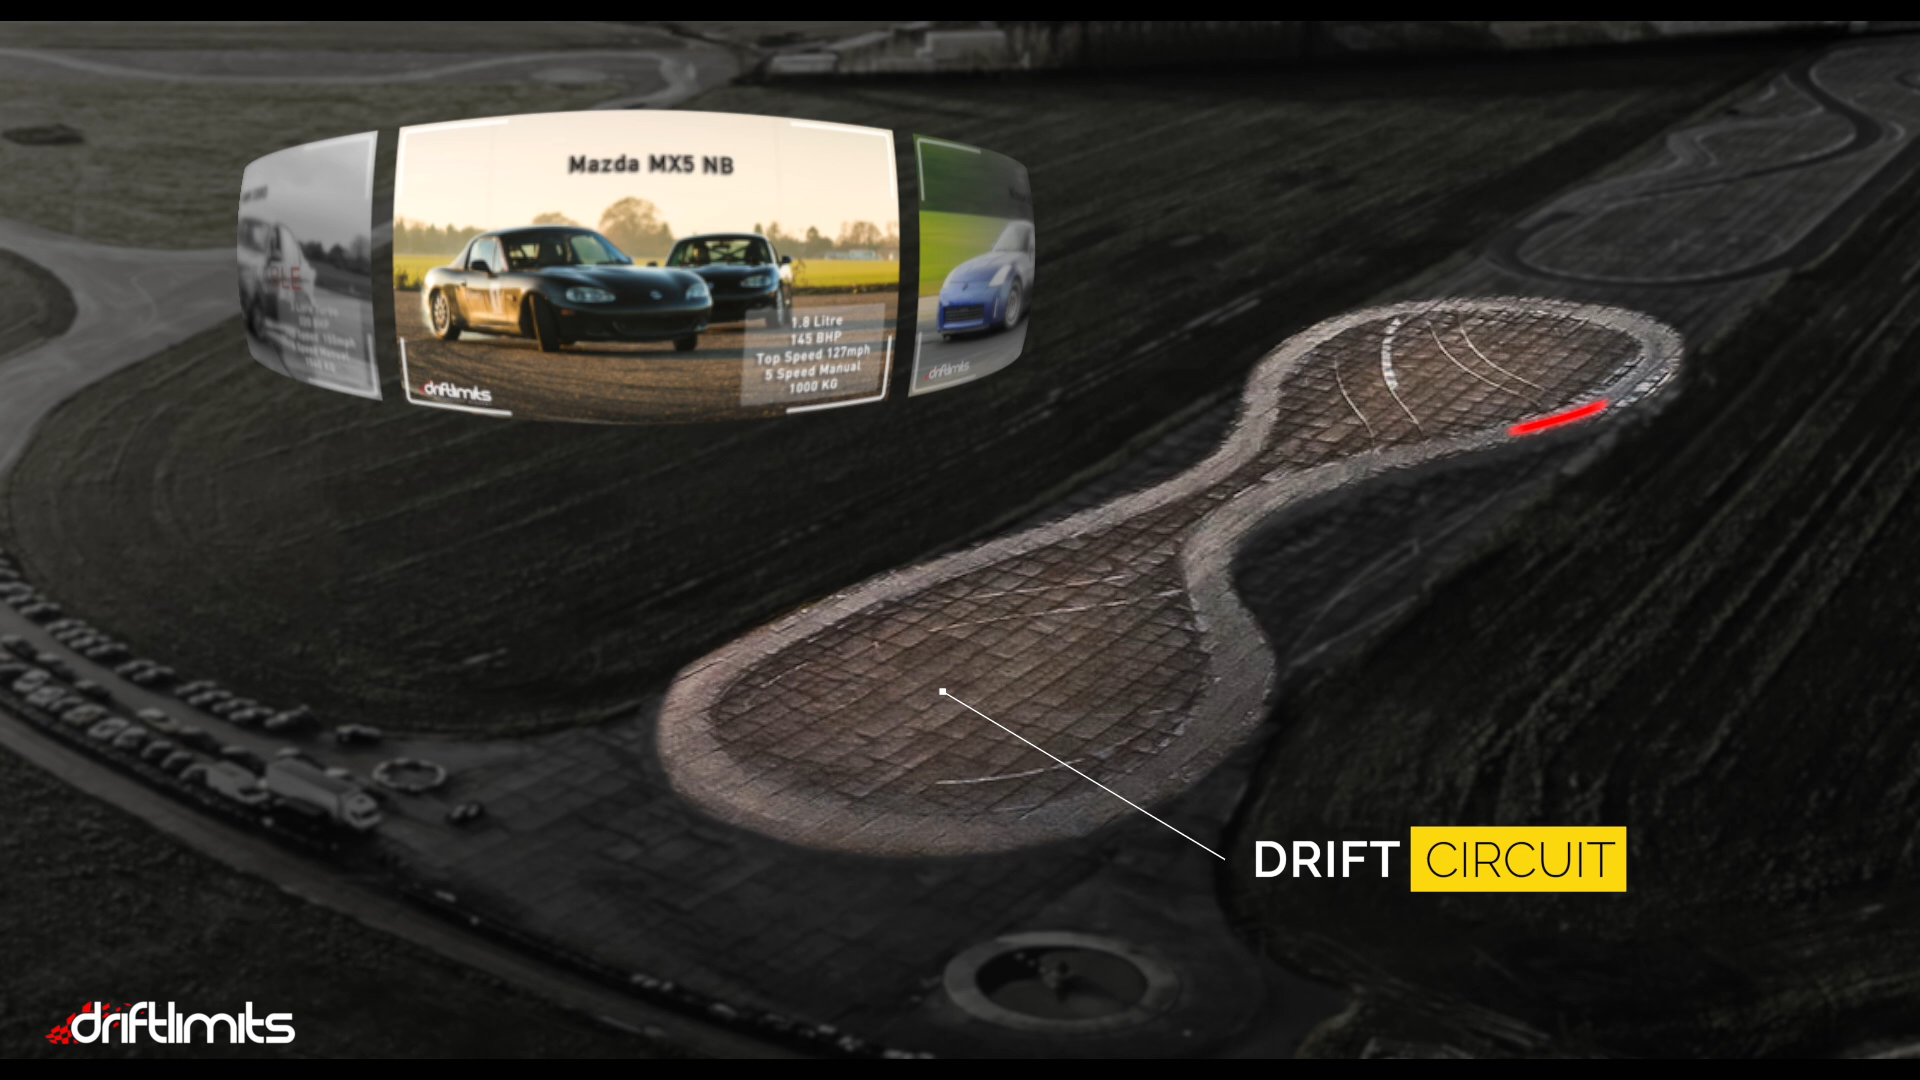 Mazda MX5 NB
1.8 Litre
145 BHP
Top Speed 127mph
5 Speed Manual
1000 KG
driftlimits
driftlimits
DRIFT CIRCUIT
driftlimits